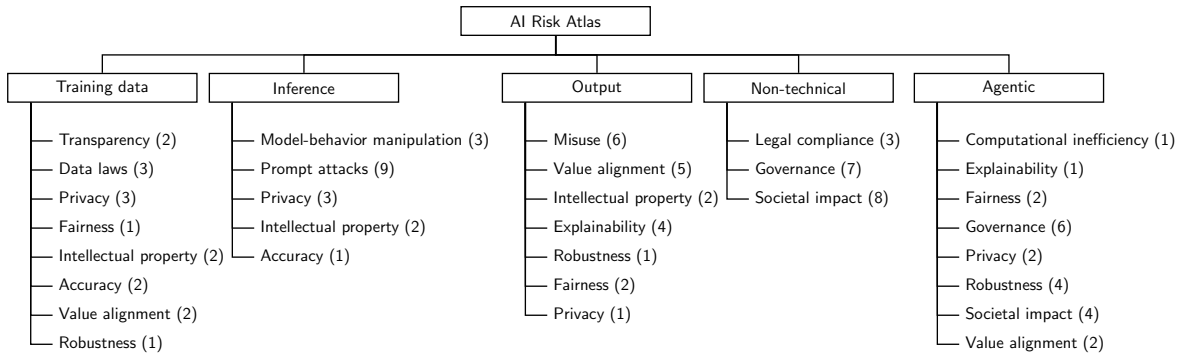 AI Risk Atlas
Training data
Transparency (2)
Data laws (3)
Privacy (3)
Fairness (1)
Intellectual property (2)
Accuracy (2)
Value alignment (2)
Robustness (1)
Inference
Model-behavior manipulation (3)
Prompt attacks (9)
Privacy (3)
Intellectual property (2)
Accuracy (1)
Output
Misuse (6)
Value alignment (5)
Intellectual property (2)
Explainability (4)
Robustness (1)
Fairness (2)
Privacy (1)
Non-technical
Legal compliance (3)
Governance (7)
Societal impact (8)
Agentic
Computational inefficiency (1)
Explainability (1)
Fairness (2)
Governance (6)
Privacy (2)
Robustness (4)
Societal impact (4)
Value alignment (2)